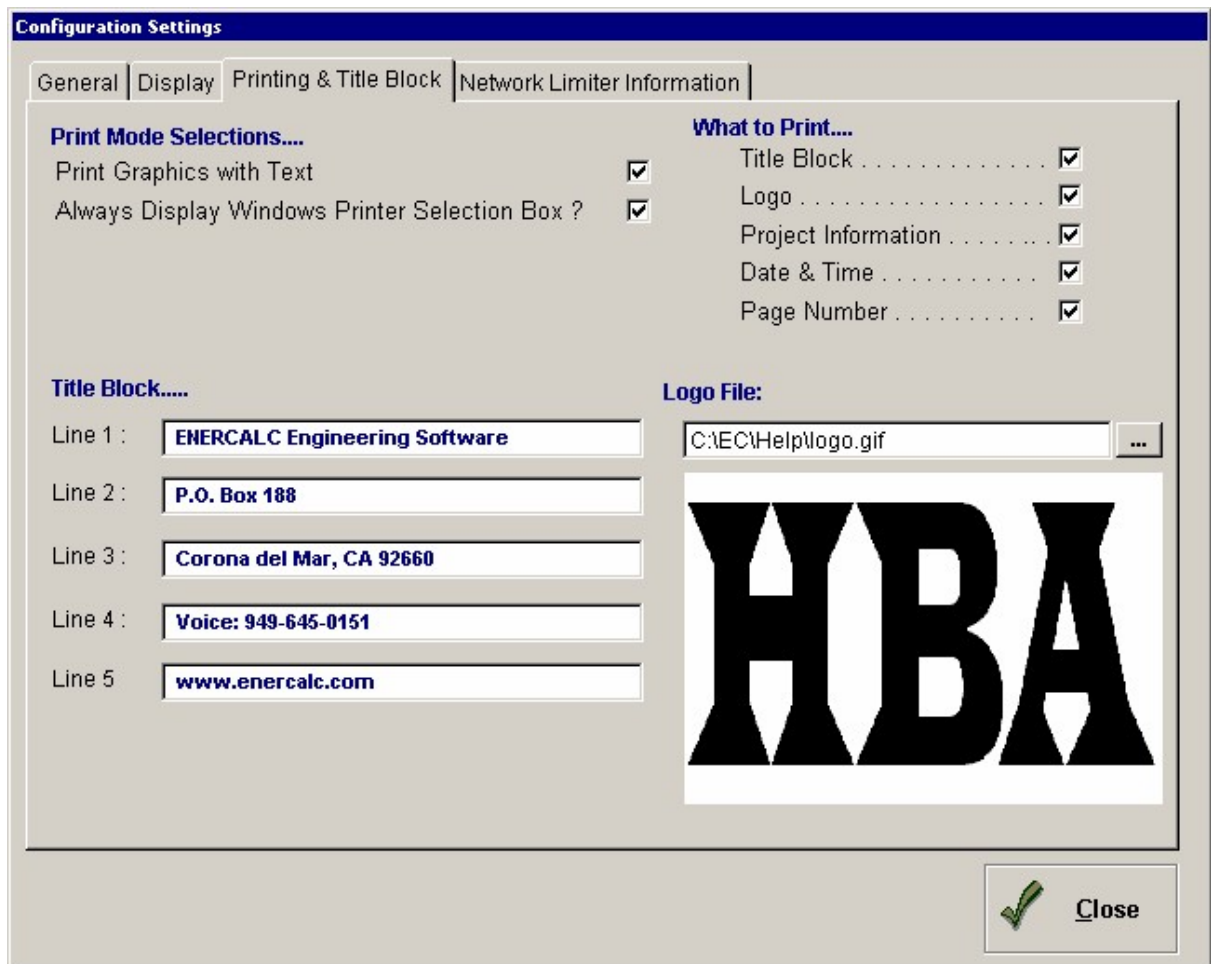 Configuration Settings
General Display Printing & Title Block Network Limiter Information
Print Mode Selections....
Print Graphics with Text
Always Display Windows Printer Selection Box ?
What to Print....
Title Block . . . . . . . . . . . . . .
Logo . . . . . . . . . . . . . . . . . .
Project Information . . . . . . .. .
Date & Time . . . . . . . . . . .
Page Number . . . . . . . . . .
Title Block.....
Line 1 : ENERCALC Engineering Software
Line 2 : P.O. Box 188
Line 3 : Corona del Mar, CA 92660
Line 4 : Voice: 949-645-0151
Line 5 www.enercalc.com
Logo File:
C:\EC\Help\logo.gif ...
HBA
Close